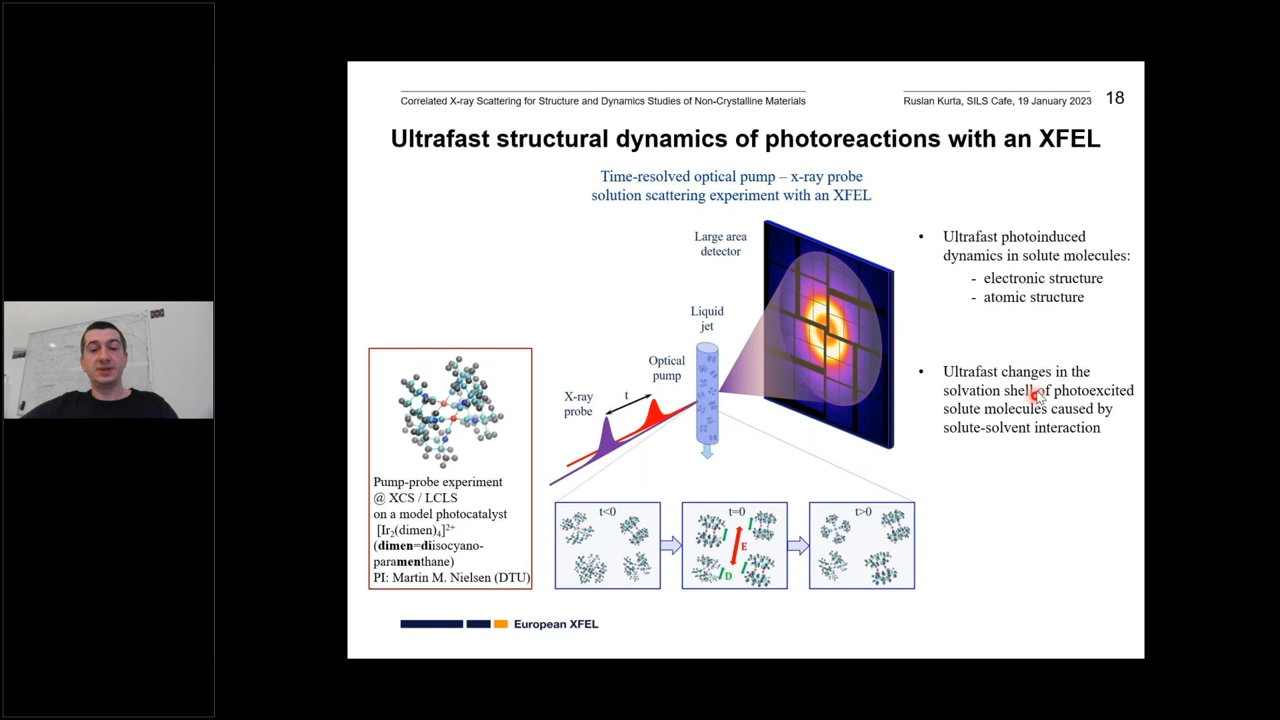 Correlated X-ray Scattering for Structure and Dynamics Studies of Non-Crystalline Materials
Ruslan Kurta, SILS Cafe, 19 January 2023
18
Ultrafast structural dynamics of photoreactions with an XFEL
Time-resolved optical pump – x-ray probe
solution scattering experiment with an XFEL
Large area
detector
Liquid
jet
Optical
pump
X-ray
probe
t
Ultrafast photoinduced
dynamics in solute molecules:
- electronic structure
- atomic structure
Ultrafast changes in the
solvation shell of photoexcited
solute molecules caused by
solute-solvent interaction
Pump-probe experiment
@ XCS / LCLS
on a model photocatalyst
[Ir₂(dimen)₄]²⁺
(dimen=diisocyano-
paramenthane)
PI: Martin M. Nielsen (DTU)
t<0
t=0
E
D
t>0
European XFEL